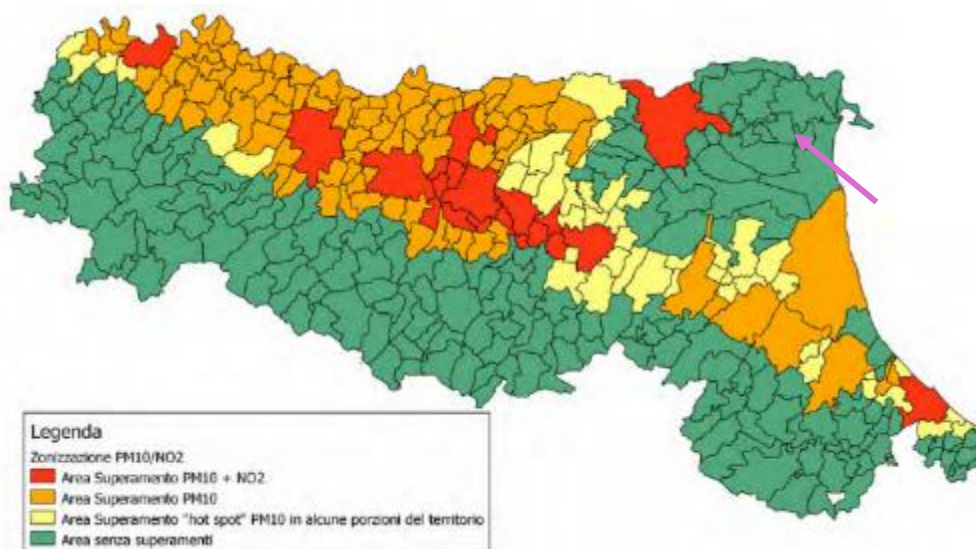 Legenda
Zonizzazione PM10/NO2
Area Superamento PM10 + NO2
Area Superamento PM10
Area Superamento "hot spot" PM10 in alcune porzioni del territorio
Area senza superamenti